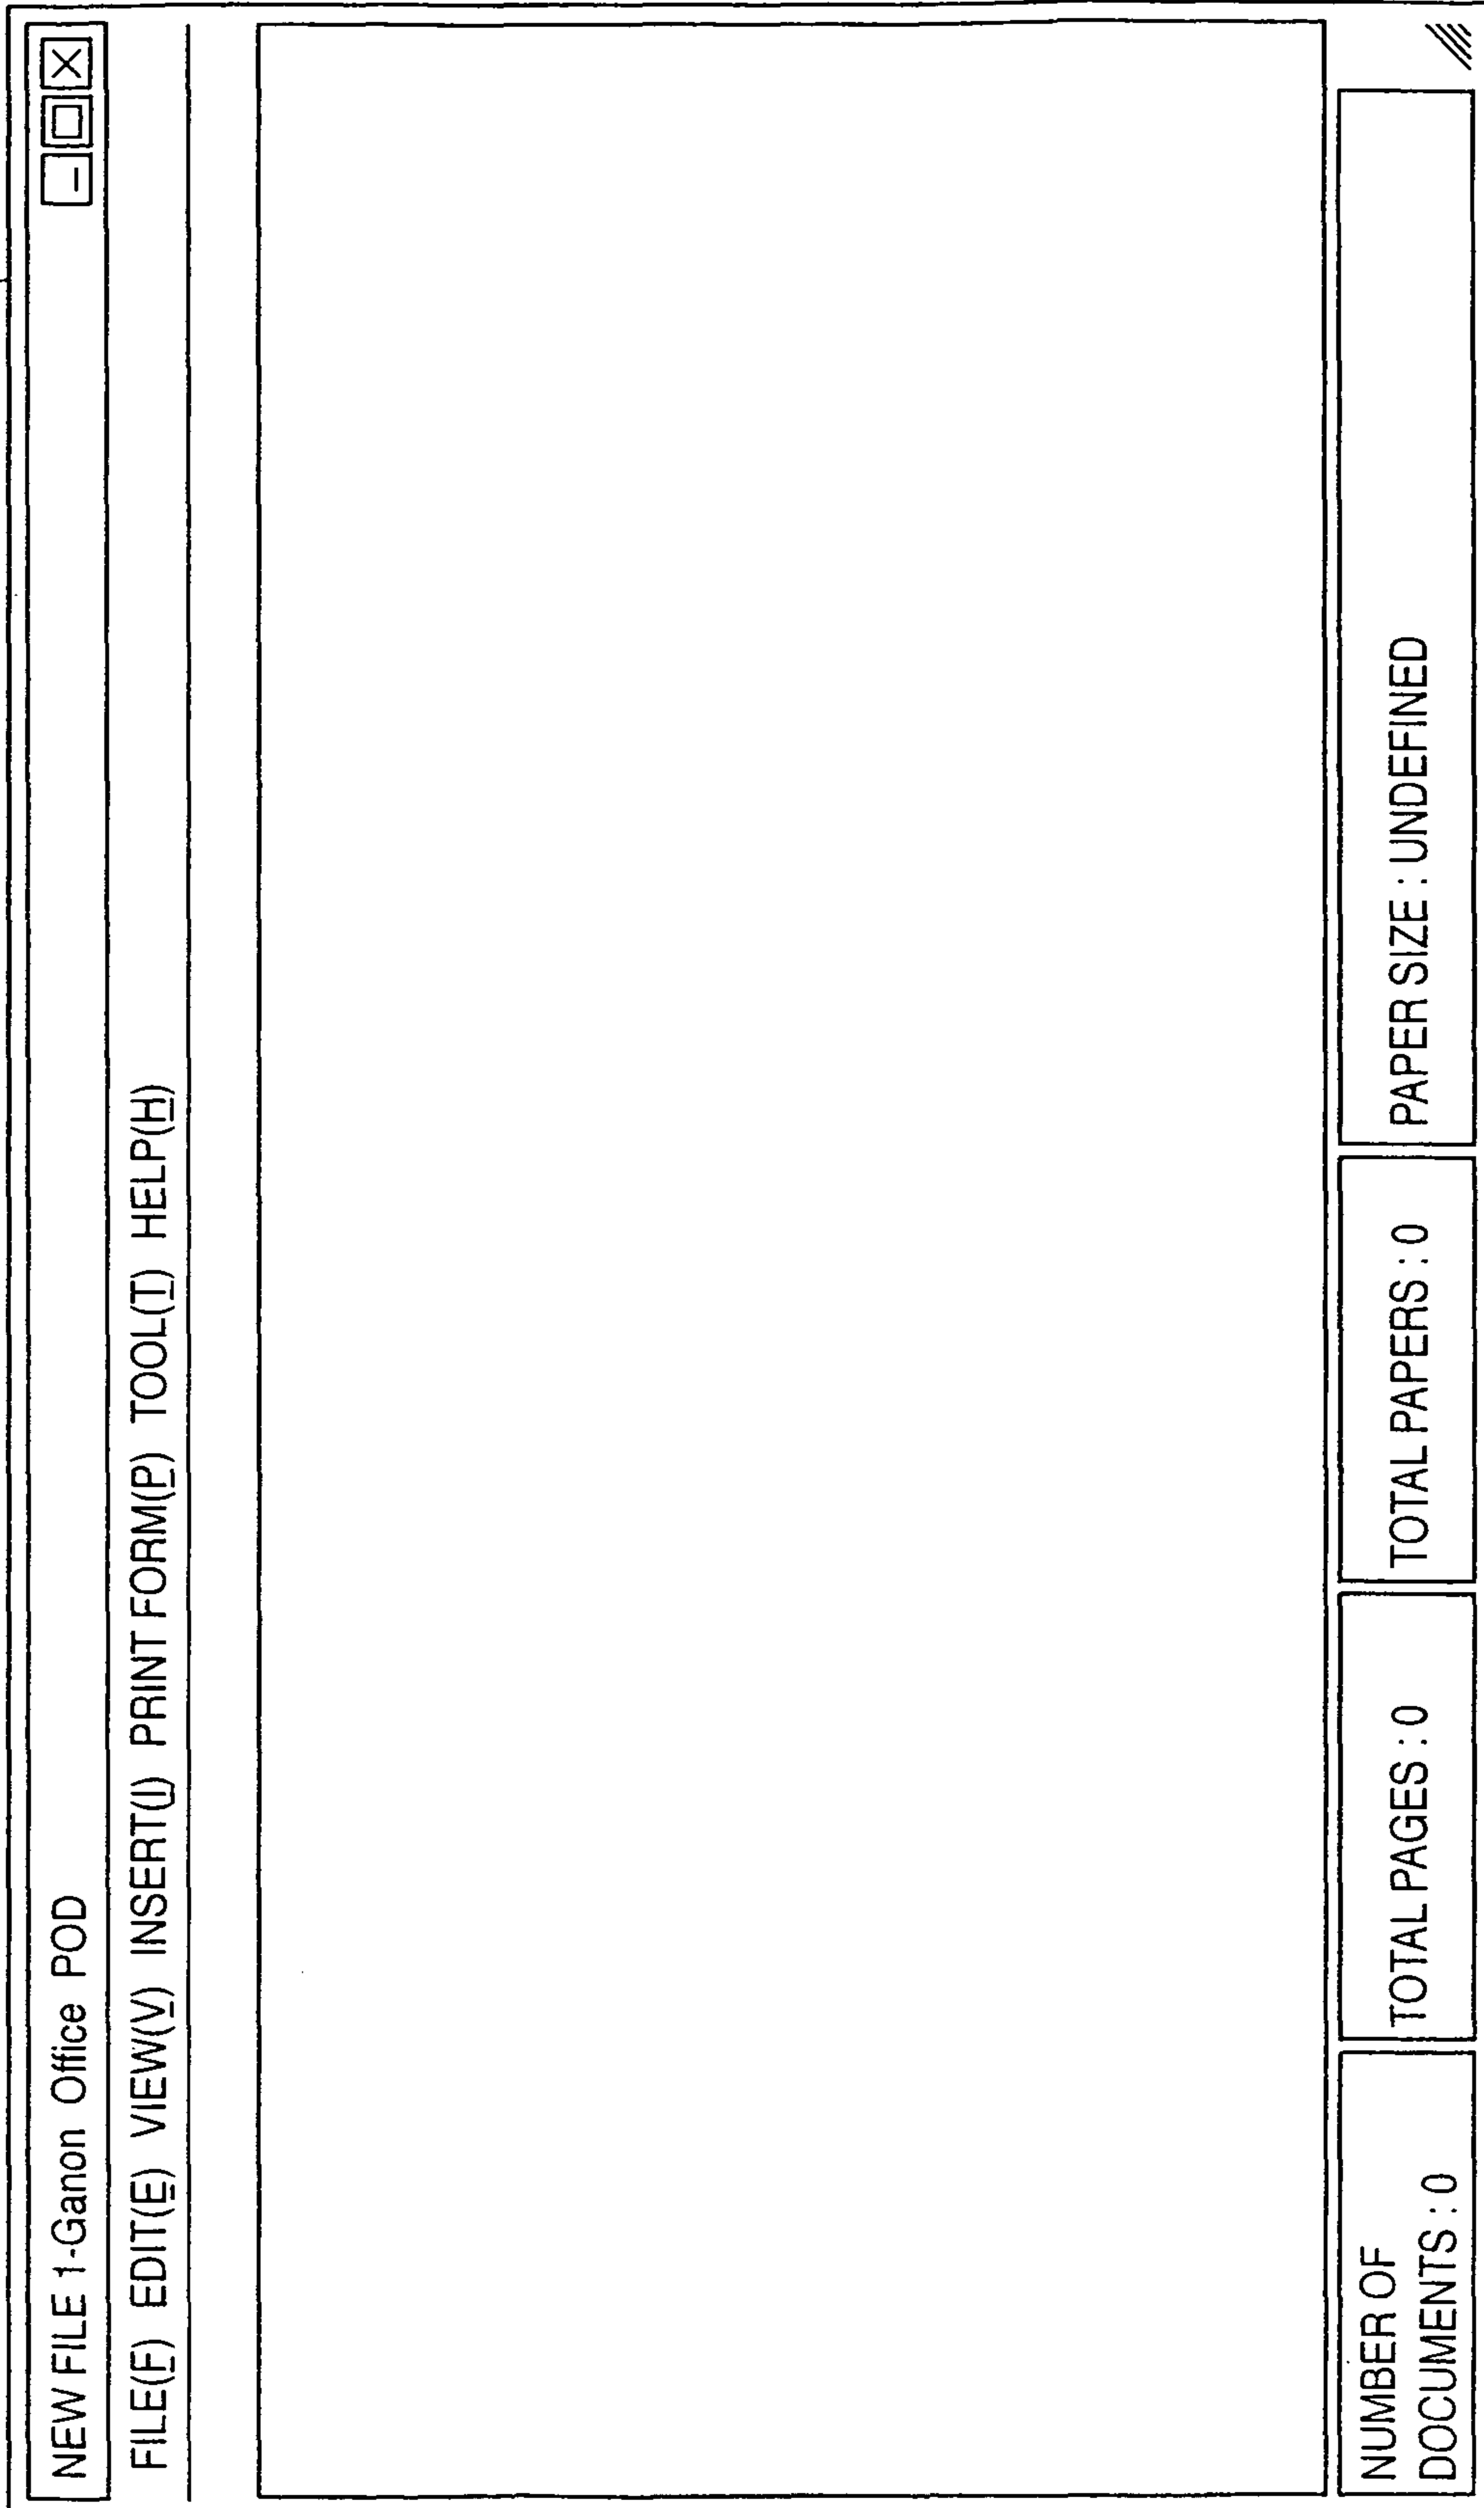 NEW FILE 1-Ganon Office POD
FILE(F) EDIT(E) VIEW(V) INSERT(I) PRINT FORM(P) TOOL(T) HELP(H)
NUMBER OF
DOCUMENTS : 0
TOTAL PAGES : 0
TOTAL PAPERS : 0
PAPER SIZE : UNDEFINED